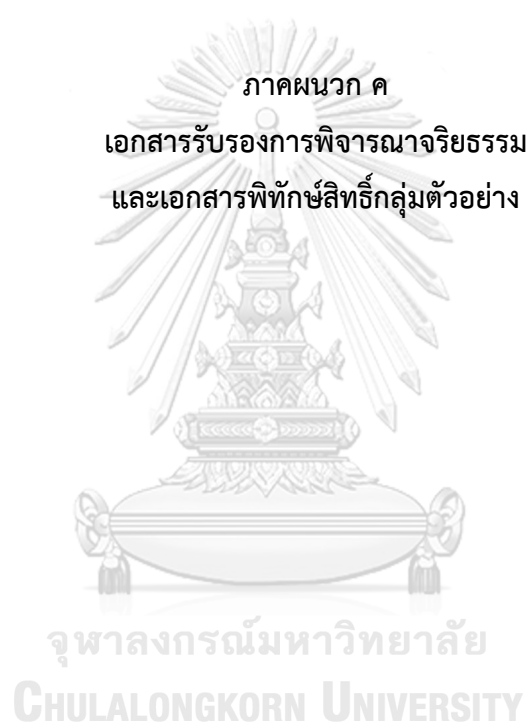 ภาคผนวก ค
เอกสารรับรองการพิจารณาจริยธรรม
และเอกสารพิทักษ์สิทธิ์กลุ่มตัวอย่าง
จุฬาลงกรณ์มหาวิทยาลัย
CHULALONGKORN UNIVERSITY